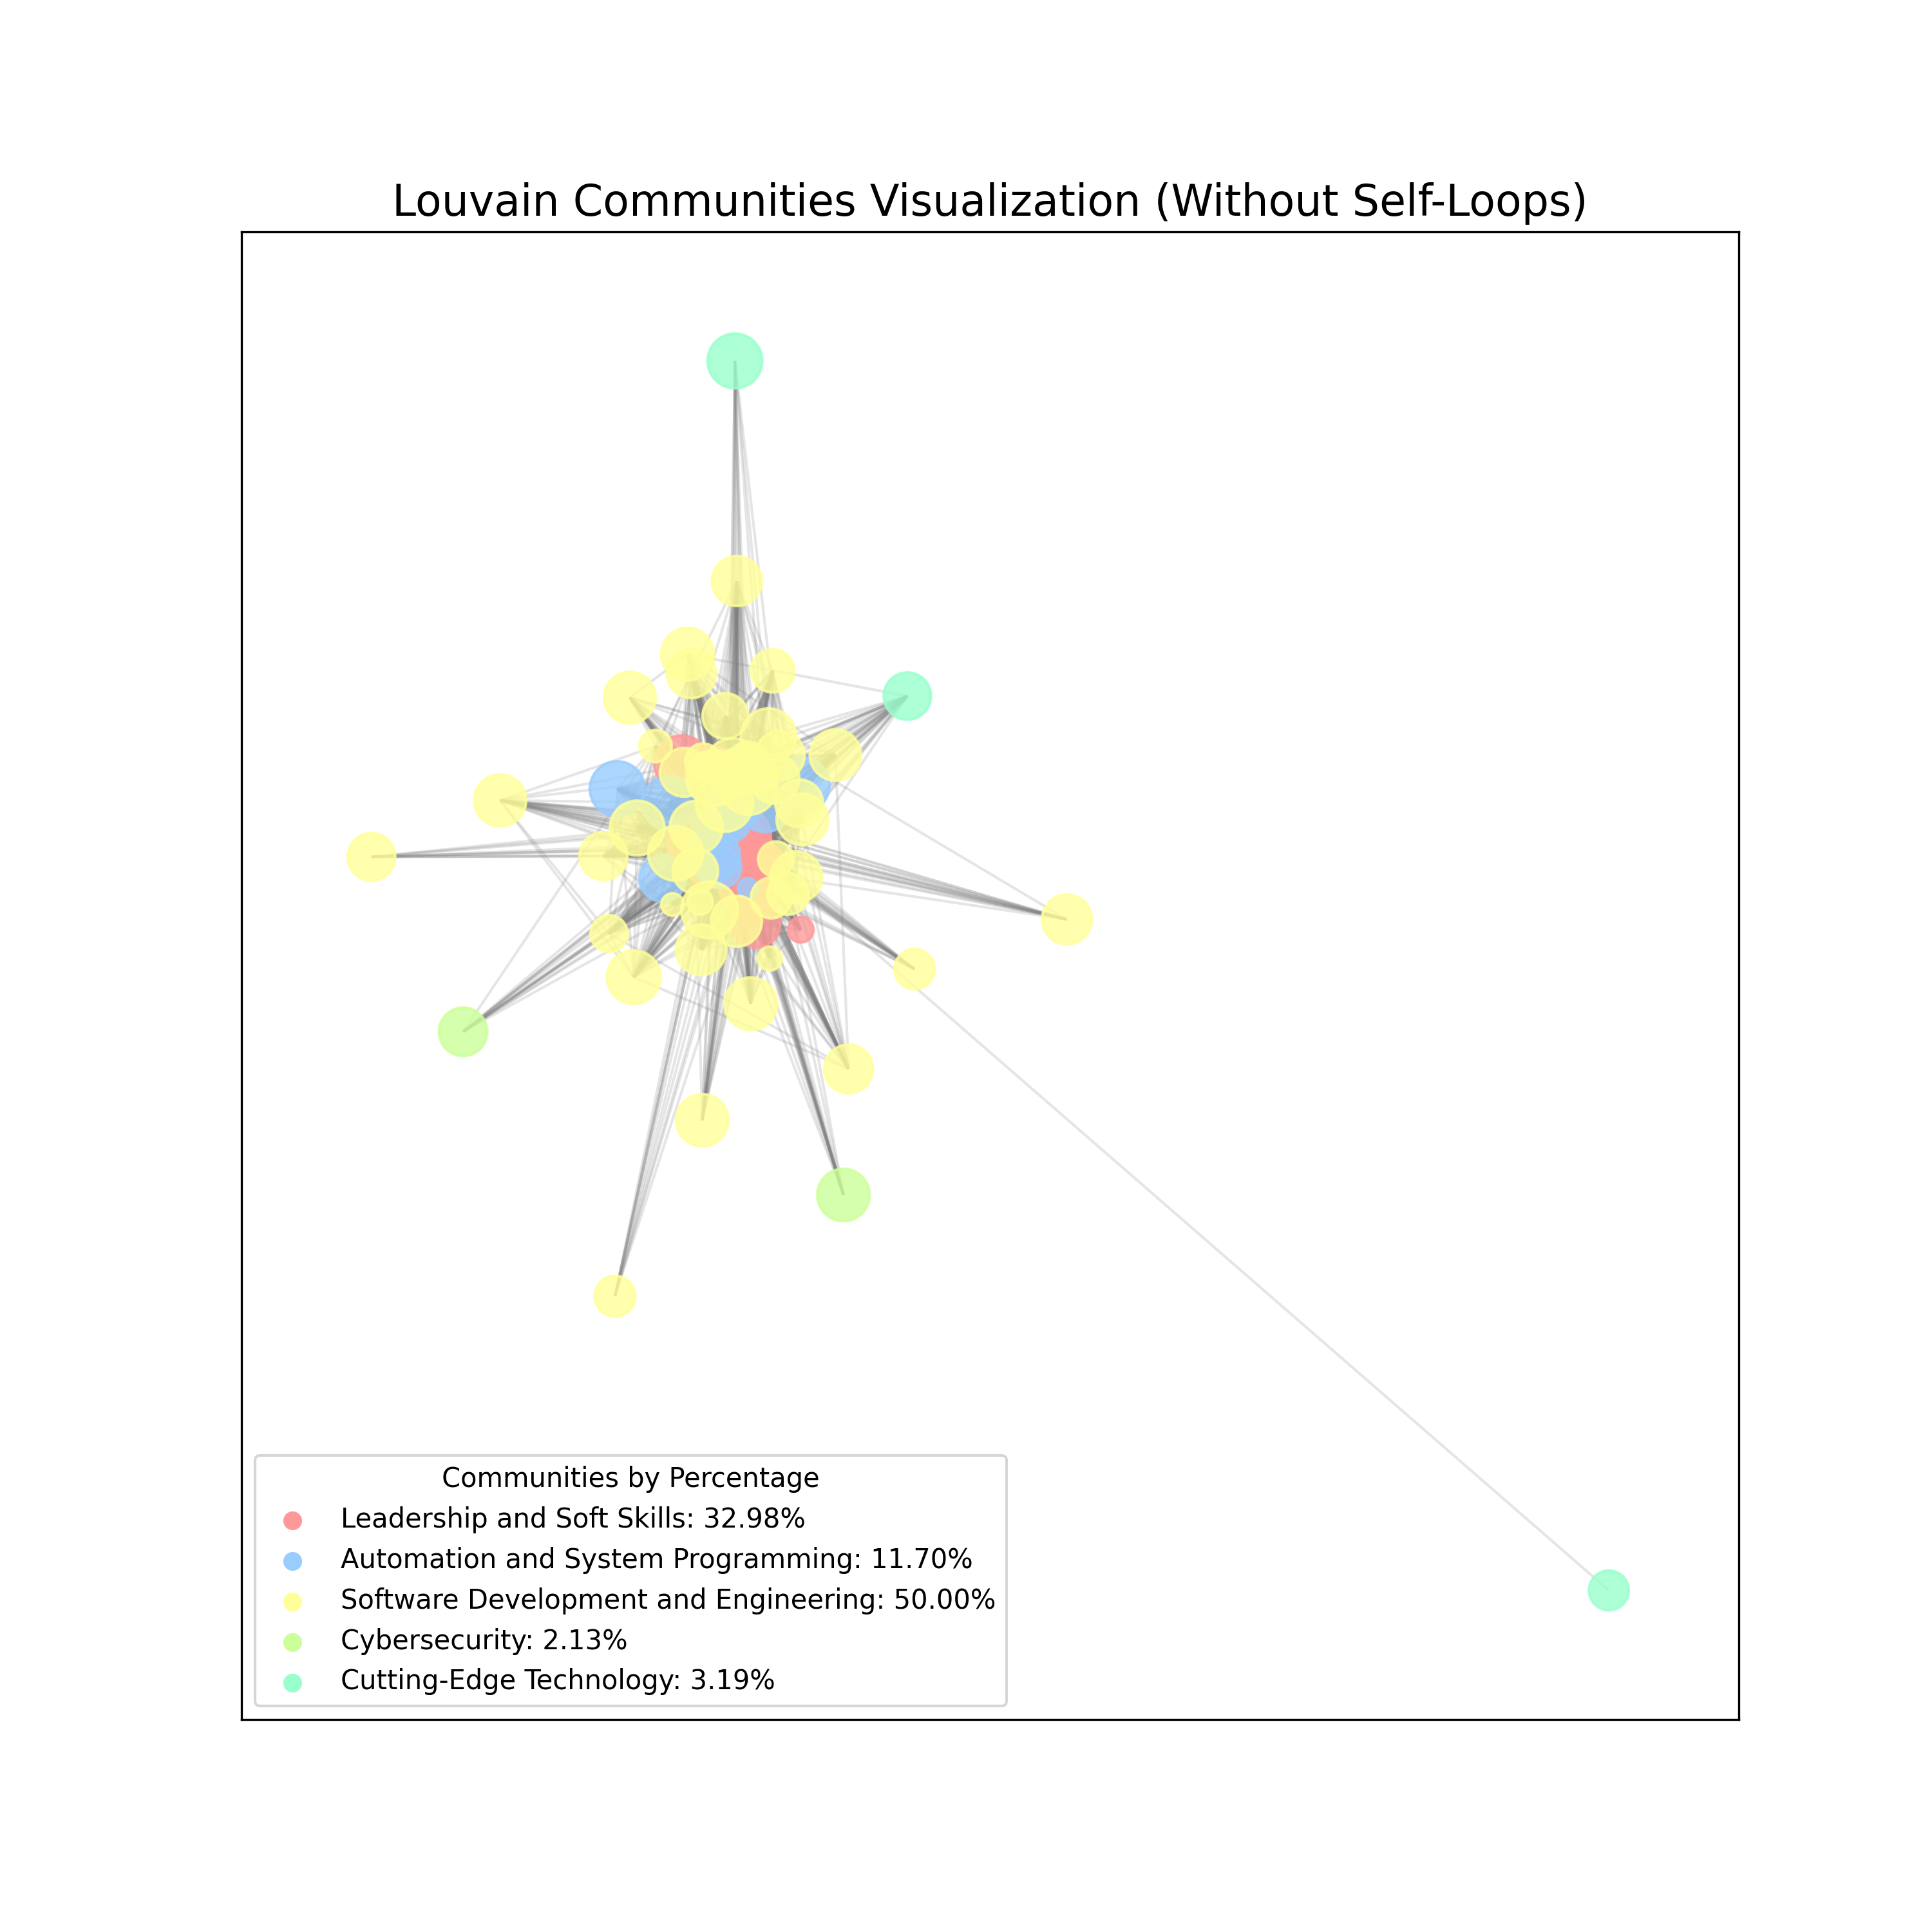 Louvain Communities Visualization (Without Self-Loops)
Communities by Percentage
Leadership and Soft Skills: 32.98%
Automation and System Programming: 11.70%
Software Development and Engineering: 50.00%
Cybersecurity: 2.13%
Cutting-Edge Technology: 3.19%